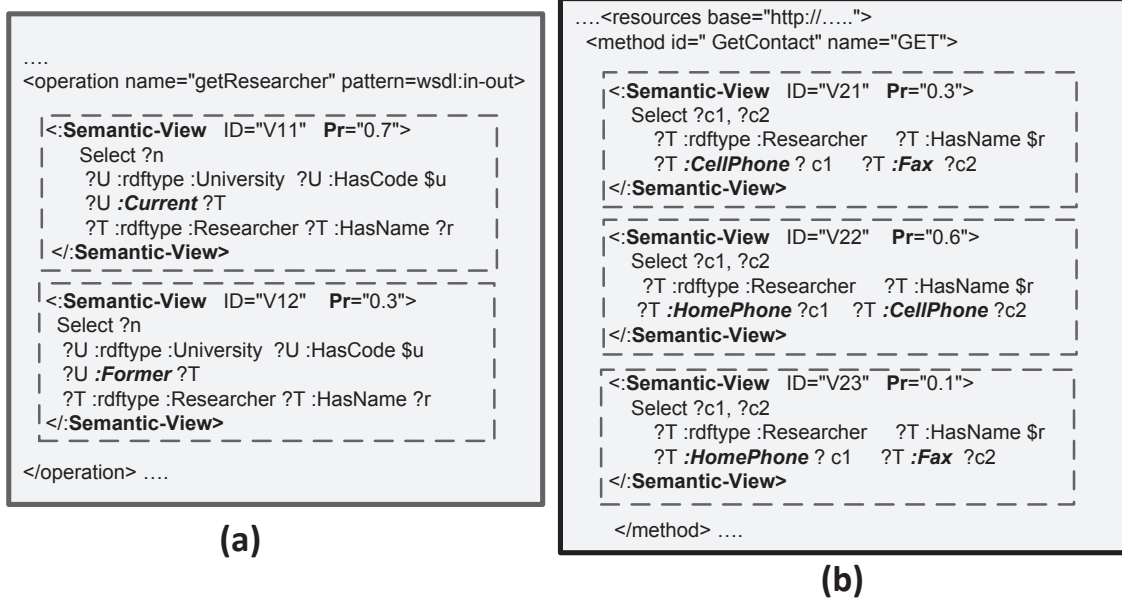 ….
<operation name="getResearcher" pattern=wsdl:in-out>
<:Semantic-View ID="V11" Pr="0.7">
Select ?n
?U :rdftype :University ?U :HasCode $u
?U :Current ?T
?T :rdftype :Researcher ?T :HasName ?r
</:Semantic-View>
<:Semantic-View ID="V12" Pr="0.3">
Select ?n
?U :rdftype :University ?U :HasCode $u
?U :Former ?T
?T :rdftype :Researcher ?T :HasName ?r
</:Semantic-View>
</operation> ….
(a)
….<resources base="http://…..">
<method id=" GetContact" name="GET">
<:Semantic-View ID="V21" Pr="0.3">
Select ?c1, ?c2
?T :rdftype :Researcher ?T :HasName $r
?T :CellPhone ? c1 ?T :Fax ?c2
</:Semantic-View>
<:Semantic-View ID="V22" Pr="0.6">
Select ?c1, ?c2
?T :rdftype :Researcher ?T :HasName $r
?T :HomePhone ?c1 ?T :CellPhone ?c2
</:Semantic-View>
<:Semantic-View ID="V23" Pr="0.1">
Select ?c1, ?c2
?T :rdftype :Researcher ?T :HasName $r
?T :HomePhone ? c1 ?T :Fax ?c2
</:Semantic-View>
</method> ….
(b)